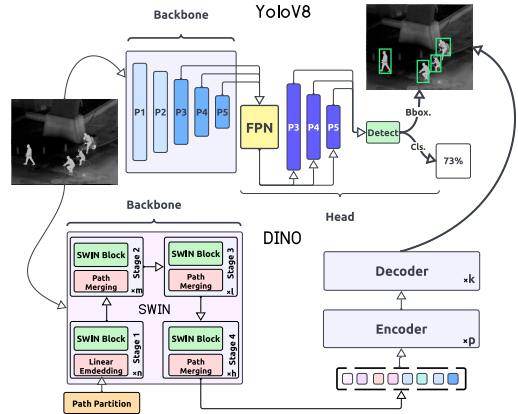 Backbone
YoloV8
P1
P2
P3
P4
P5
FPN
P3
P4
P5
Detect
Bbox.
Cls.
73%
Head
Backbone
DINO
SWIN Block
Path
Merging
Stage 2
×m
SWIN Block
Path
Merging
Stage 3
×l
SWIN
SWIN Block
Linear
Emdedding
Stage 1
×n
SWIN Block
Path
Merging
Stage 4
×h
Path Partition
Decoder
×k
Encoder
×p